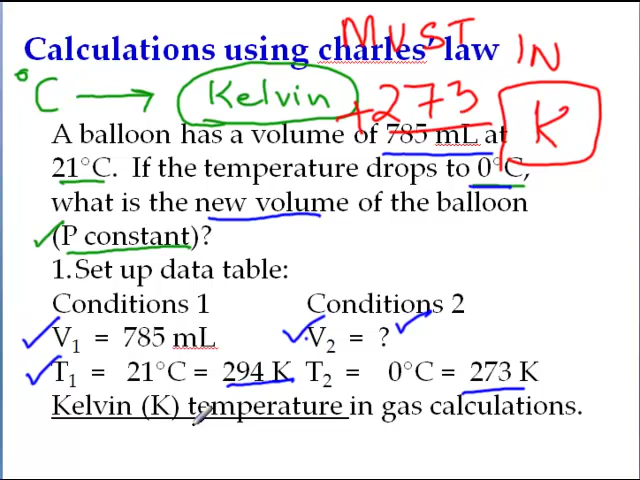 MUST IN
Calculations using charles' law
°C → Kelvin +273 K
A balloon has a volume of 785 mL at
21°C. If the temperature drops to 0°C,
what is the new volume of the balloon
(P constant)?
1.Set up data table:
Conditions 1 Conditions 2
V₁ = 785 mL V₂ = ?
T₁ = 21°C = 294 K T₂ = 0°C = 273 K
Kelvin (K) temperature in gas calculations.